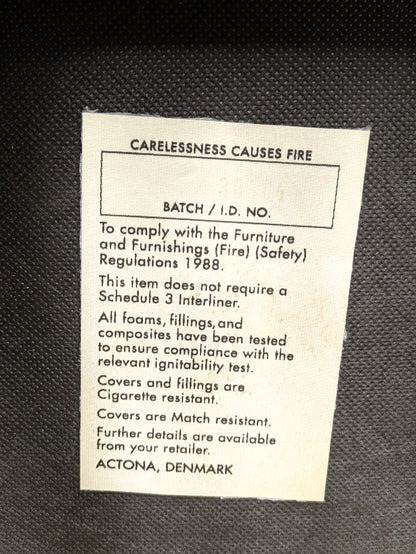 CARELESSNESS CAUSES FIRE
BATCH / I.D. NO.
To comply with the Furniture
and Furnishings (Fire) (Safety)
Regulations 1988.
This item does not require a
Schedule 3 Interliner.
All foams, fillings, and
composites have been tested
to ensure compliance with the
relevant ignitability test.
Covers and fillings are
Cigarette resistant.
Covers are Match resistant.
Further details are available
from your retailer.
ACTONA, DENMARK